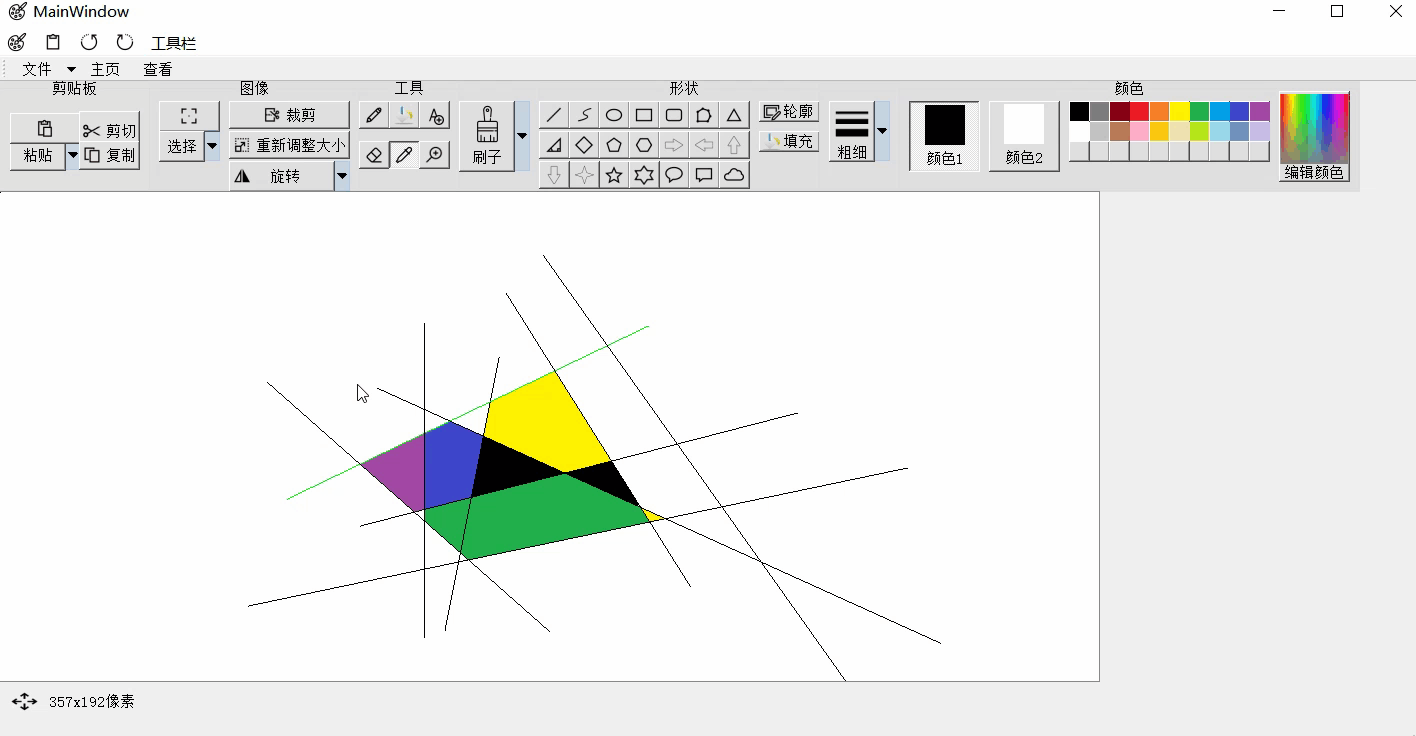 MainWindow
工具栏
文件 主页 查看
剪贴板 图像 工具 形状 颜色
粘贴
剪切
复制
选择
裁剪
重新调整大小
旋转
A
刷子
轮廓
填充
粗细
颜色1
颜色2
编辑颜色
357x192像素